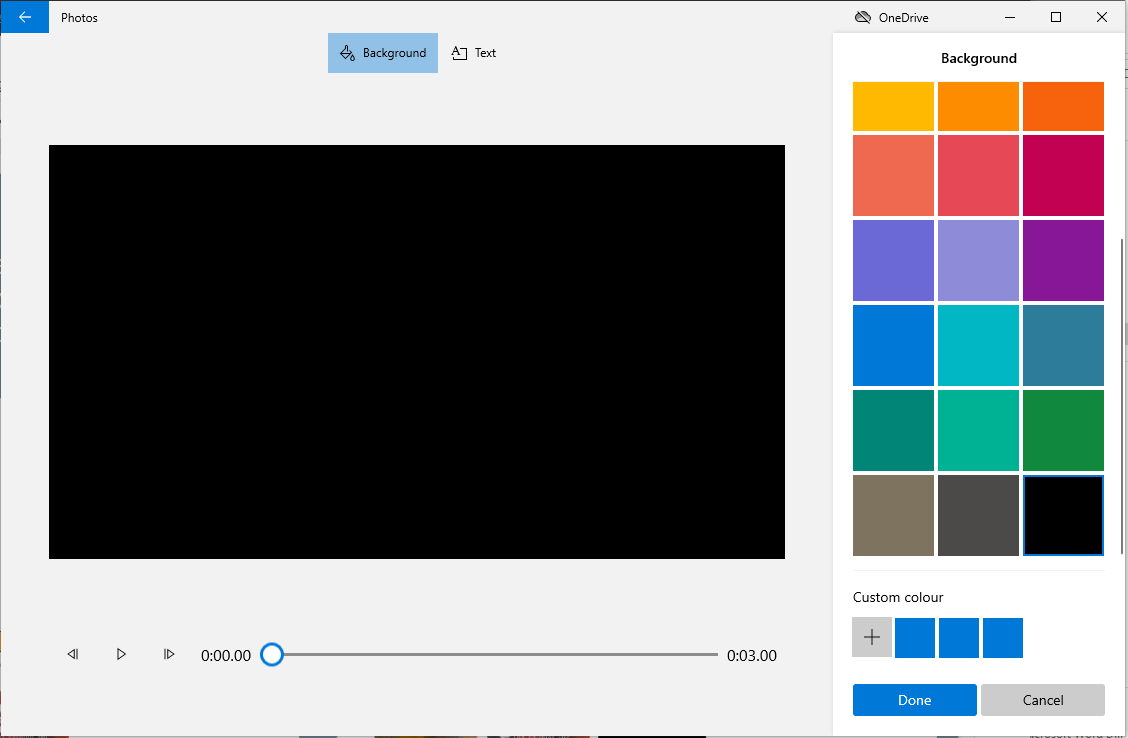 Photos
OneDrive
Background
Text
Background
0:00.00
0:03.00
Custom colour
Done
Cancel